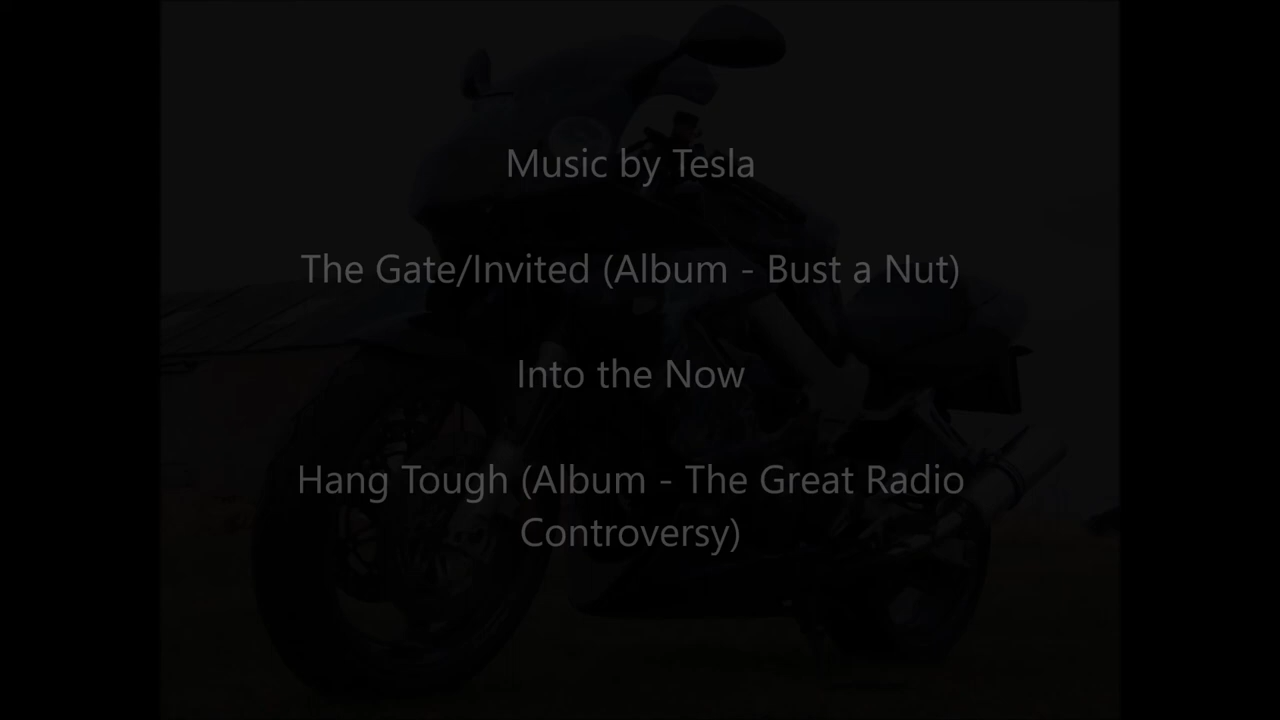 Music by Tesla
The Gate/Invited (Album - Bust a Nut)
Into the Now
Hang Tough (Album - The Great Radio
Controversy)